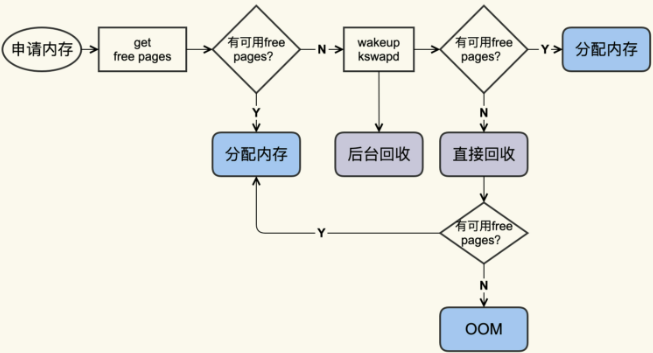 申请内存
get
free pages
有可用free
pages?
N
wakeup
kswapd
有可用free
pages?
Y
分配内存
Y
N
分配内存
后台回收
直接回收
Y
有可用free
pages?
N
OOM